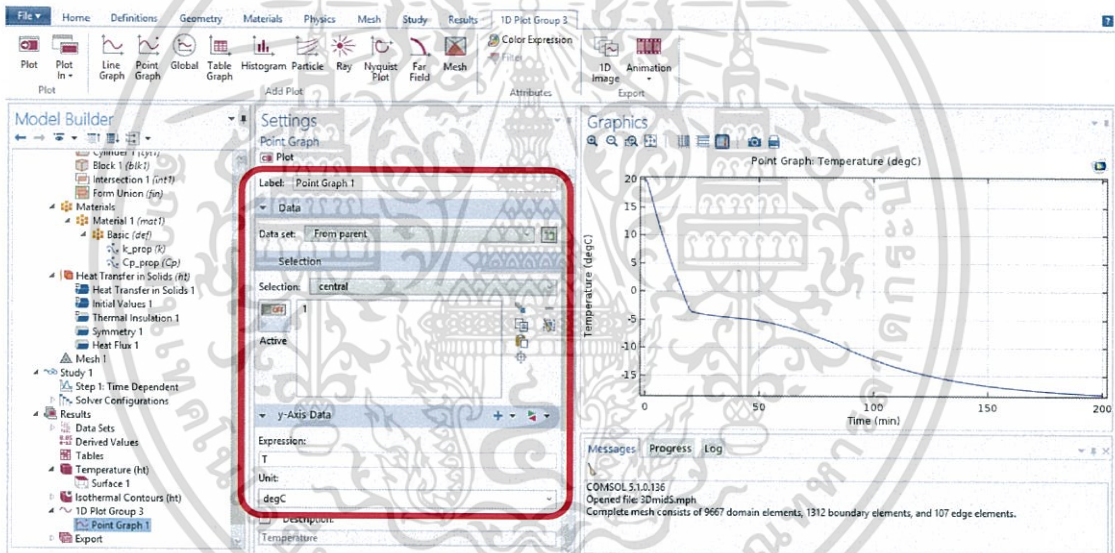 File
Home
Definitions
Geometry
Materials
Physics
Mesh
Study
Results
1D Plot Group 3
Plot
Plot In
Line Graph
Point Graph
Global
Table Graph
Histogram
Particle
Ray
Nyquist Plot
Far Field
Mesh
Color Expression
Filter
1D Image
Animation
Plot
Add Plot
Attributes
Export
Model Builder
Cylinder 1 (cyl1)
Block 1 (blk1)
Intersection 1 (int1)
Form Union (fin)
Materials
Material 1 (mat1)
Basic (def)
k_prop (k)
Cp_prop (Cp)
Heat Transfer in Solids (ht)
Heat Transfer in Solids 1
Initial Values 1
Thermal Insulation 1
Symmetry 1
Heat Flux 1
Mesh 1
Study 1
Step 1: Time Dependent
Solver Configurations
Results
Data Sets
Derived Values
Tables
Temperature (ht)
Surface 1
Isothermal Contours (ht)
1D Plot Group 3
Point Graph 1
Export
Settings
Point Graph
Plot
Label: Point Graph 1
Data
Data set: From parent
Selection
Selection: central
OFF
1
Active
y-Axis Data
Expression:
T
Unit:
degC
Description:
Temperature
Graphics
Point Graph: Temperature (degC)
20
15
10
5
0
-5
-10
-15
Temperature (degC)
0 50 100 150 200
Time (min)
Messages Progress Log
COMSOL 5.1.0.136
Opened file: 3DmidS.mph
Complete mesh consists of 9667 domain elements, 1312 boundary elements, and 107 edge elements.